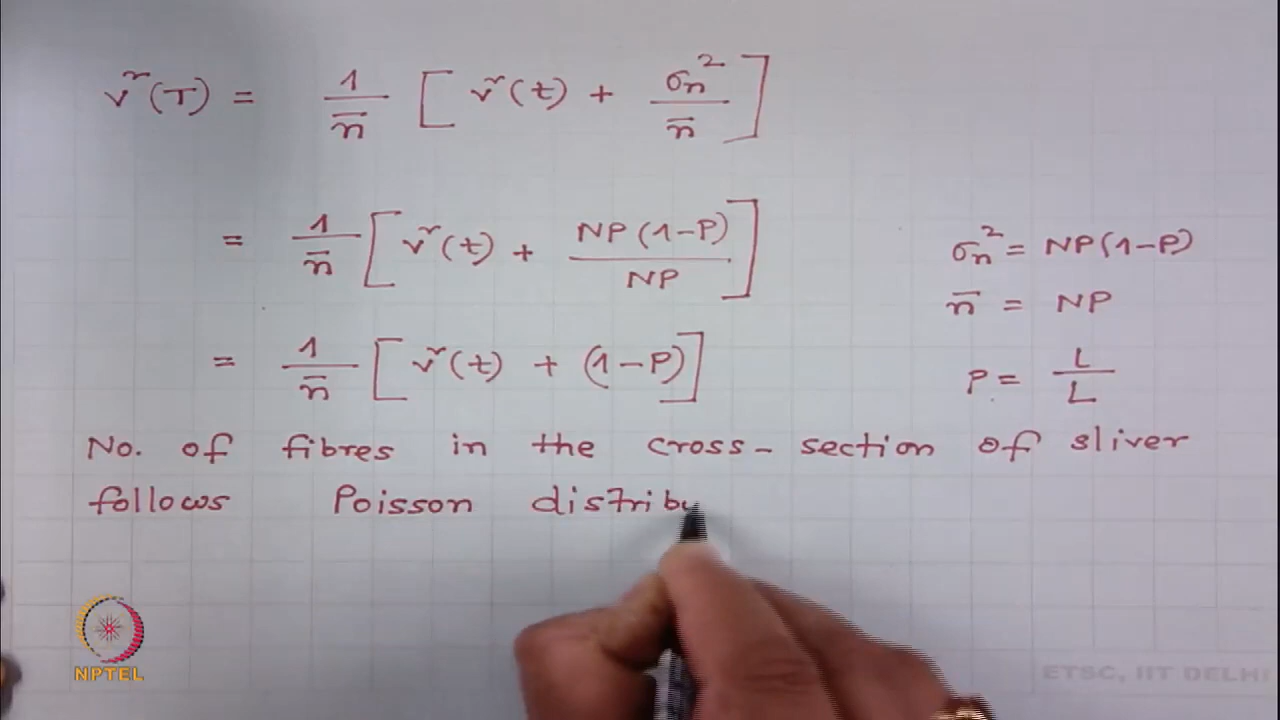 v²(T) = 1/n̅ [ v²(t) + σn²/n̅ ]
= 1/n̅ [ v²(t) + NP(1-P)/NP ]
σn² = NP(1-P)
n̅ = NP
= 1/n̅ [ v²(t) + (1-P) ]
P = L/L
No. of fibres in the cross-section of sliver
follows Poisson distribu
NPTEL
ETSC, IIT DELHI